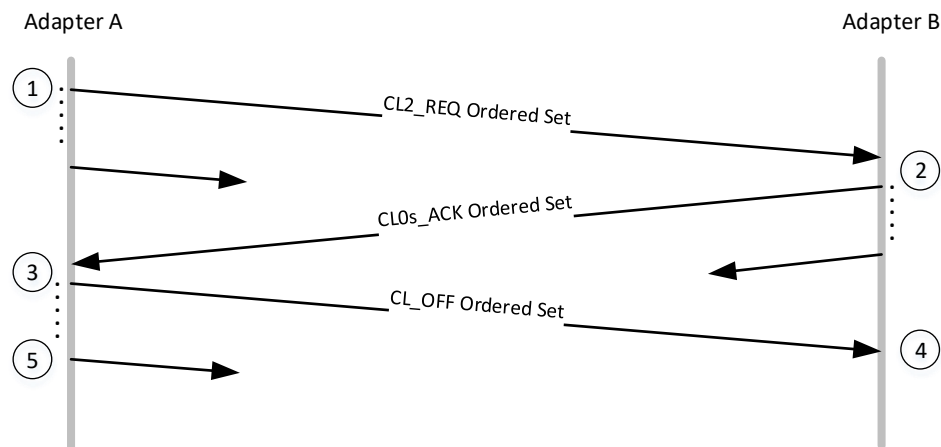 Adapter A
Adapter B
1
CL2_REQ Ordered Set
2
CL0s_ACK Ordered Set
3
CL_OFF Ordered Set
4
5